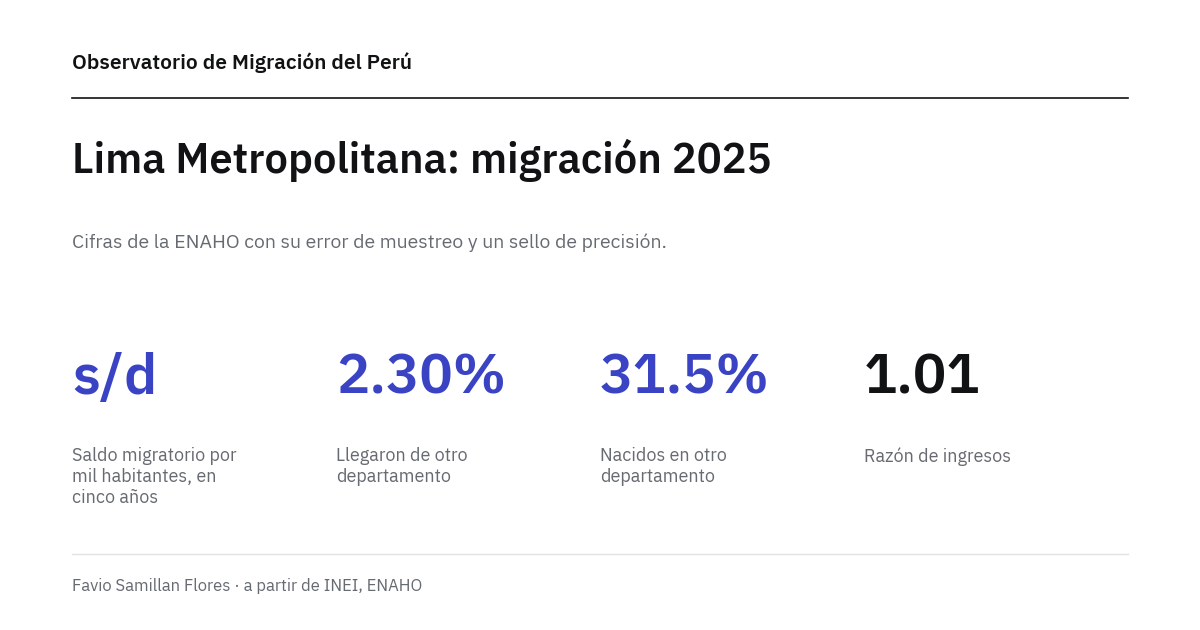 Observatorio de Migración del Perú
Lima Metropolitana: migración 2025
Cifras de la ENAHO con su error de muestreo y un sello de precisión.
s/d
Saldo migratorio por
mil habitantes, en
cinco años
2.30%
Llegaron de otro
departamento
31.5%
Nacidos en otro
departamento
1.01
Razón de ingresos
Favio Samillan Flores · a partir de INEI, ENAHO